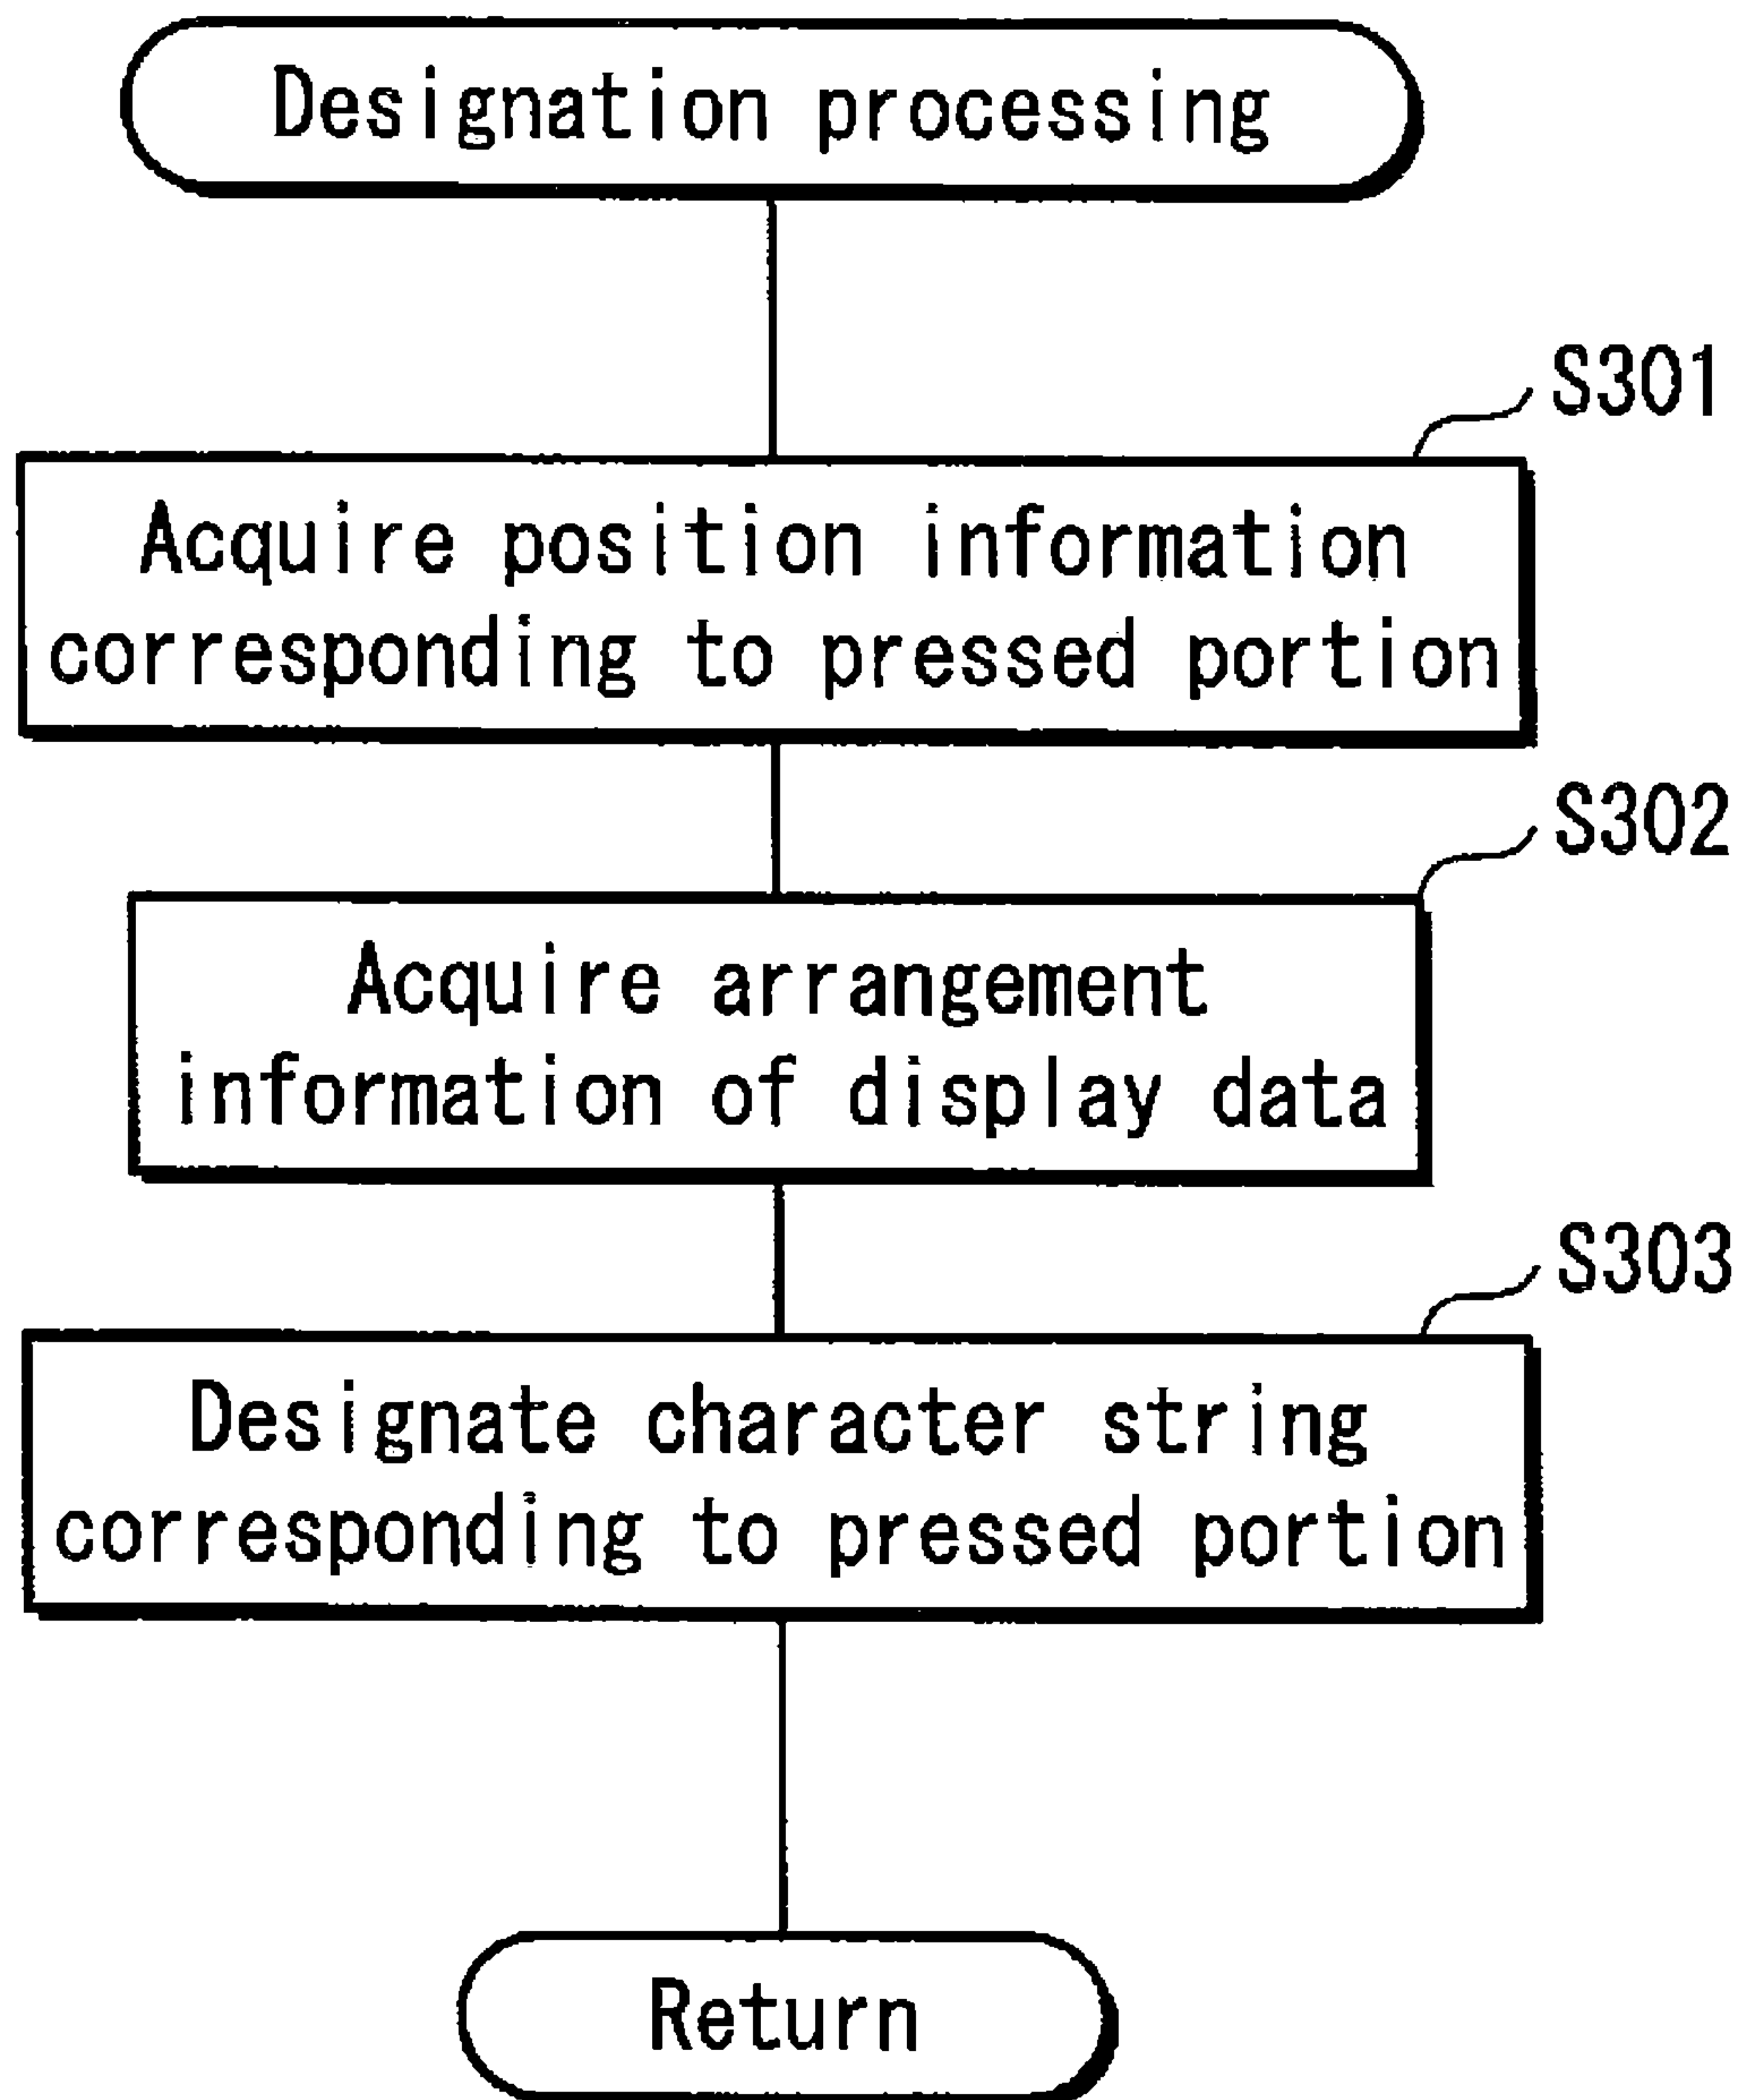 Designation processing
S301
Acquire position information
corresponding to pressed portion
S302
Acquire arrangement
information of display data
S303
Designate character string
corresponding to pressed portion
Return